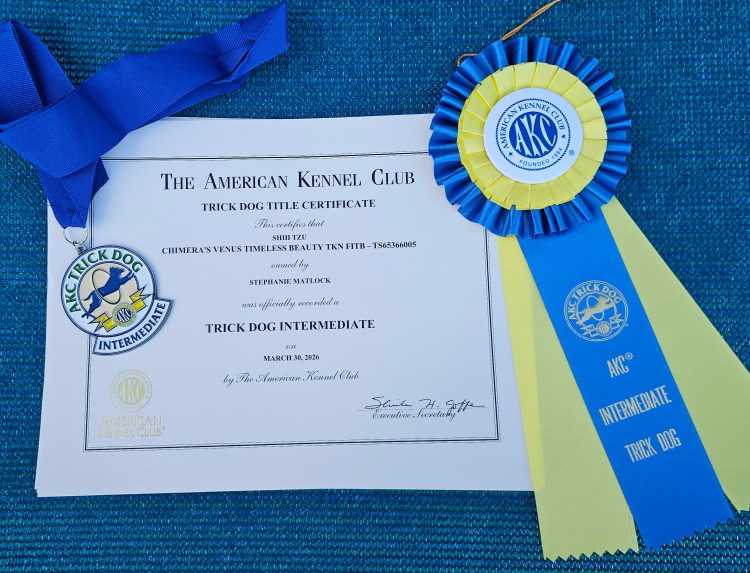 THE AMERICAN KENNEL CLUB
TRICK DOG TITLE CERTIFICATE
This certifies that
SHIH TZU
CHIMERA'S VENUS TIMELESS BEAUTY TKN FITB – TS65366005
owned by
STEPHANIE MATLOCK
was officially recorded a
TRICK DOG INTERMEDIATE
on
MARCH 30, 2026
by The American Kennel Club
Executive Secretary
AKC
AMERICAN
KENNEL CLUB®
AKC TRICK DOG
AKC
INTERMEDIATE
AMERICAN KENNEL CLUB
AKC
FOUNDED 1884
®
AKC TRICK DOG
AKC®
INTERMEDIATE
TRICK DOG